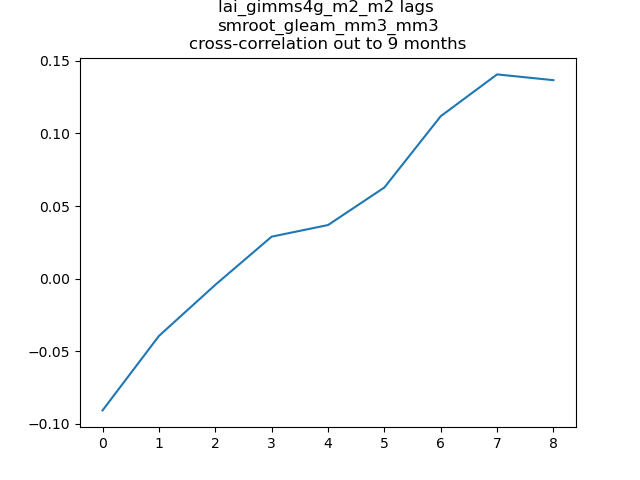 lai_gimms4g_m2_m2 lags
smroot_gleam_mm3_mm3
cross-correlation out to 9 months
0.15
0.10
0.05
0.00
−0.05
−0.10
0 1 2 3 4 5 6 7 8